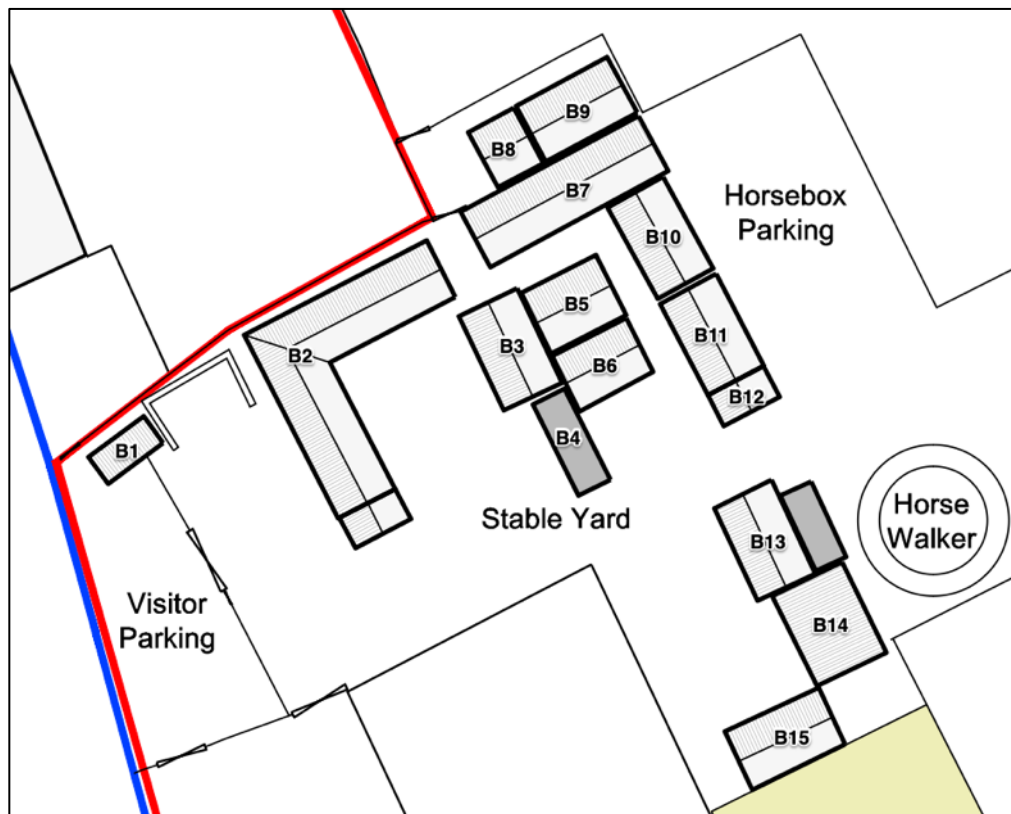 B9
B8
B7
Horsebox
Parking
B10
B5
B2
B3
B11
B6
B12
B4
B1
Horse
Walker
Stable Yard
B13
Visitor
Parking
B14
B15